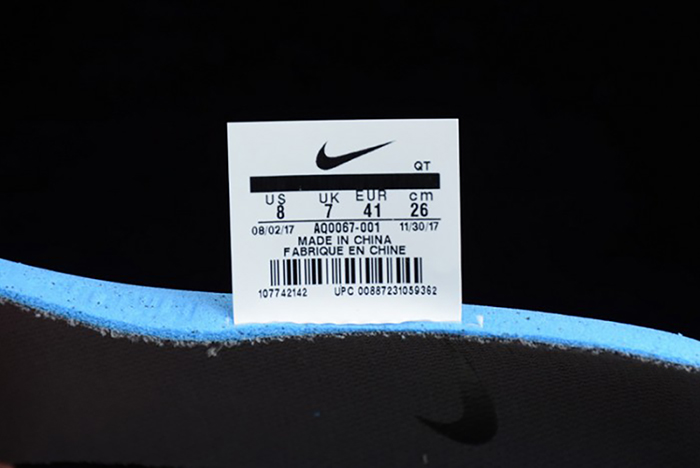 QT
US UK EUR cm
8 7 41 26
08/02/17 AQ0067-001 11/30/17
MADE IN CHINA
FABRIQUE EN CHINE
107742142 UPC 00887231059362